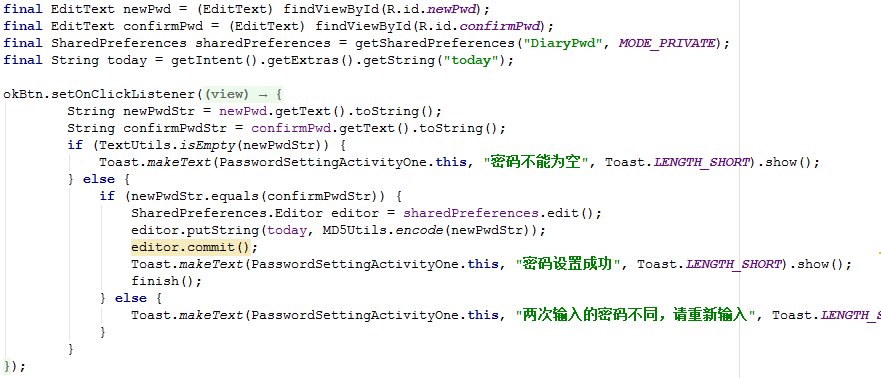 final EditText newPwd = (EditText) findViewById(R.id.newPwd);
final EditText confirmPwd = (EditText) findViewById(R.id.confirmPwd);
final SharedPreferences sharedPreferences = getSharedPreferences("DiaryPwd", MODE_PRIVATE);
final String today = getIntent().getExtras().getString("today");
okBtn.setOnClickListener((view) → {
String newPwdStr = newPwd.getText().toString();
String confirmPwdStr = confirmPwd.getText().toString();
if (TextUtils.isEmpty(newPwdStr)) {
Toast.makeText(PasswordSettingActivityOne.this, "密码不能为空", Toast.LENGTH_SHORT).show();
} else {
if (newPwdStr.equals(confirmPwdStr)) {
SharedPreferences.Editor editor = sharedPreferences.edit();
editor.putString(today, MD5Utils.encode(newPwdStr));
editor.commit();
Toast.makeText(PasswordSettingActivityOne.this, "密码设置成功", Toast.LENGTH_SHORT).show();
finish();
} else {
Toast.makeText(PasswordSettingActivityOne.this, "两次输入的密码不同，请重新输入", Toast.LENGTH_S
}
}
});